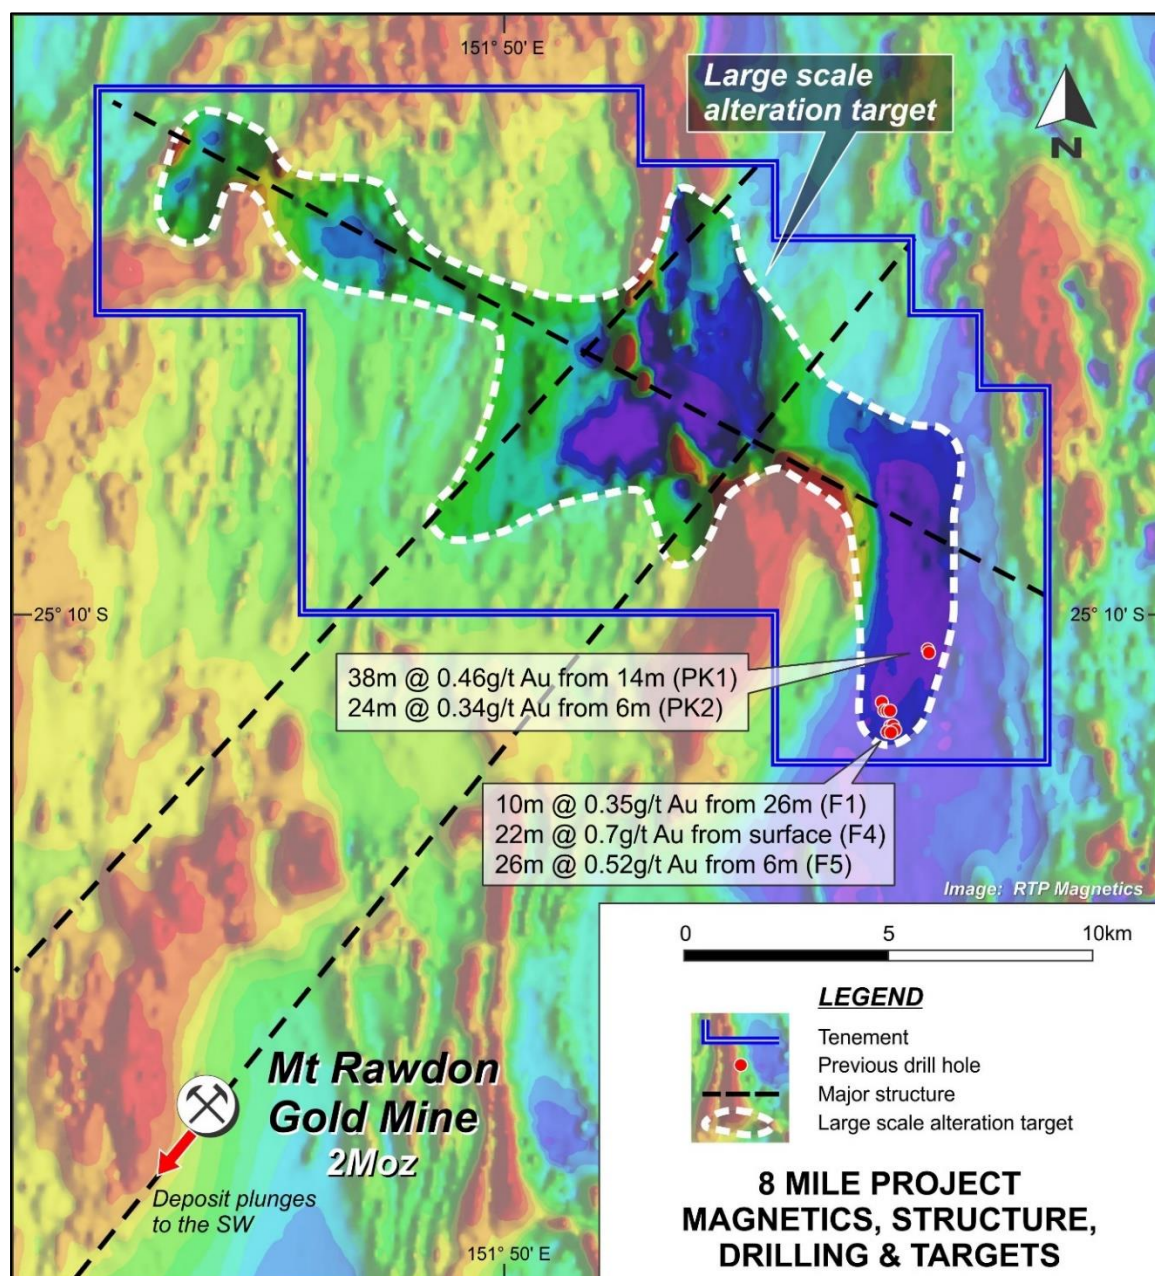 151° 50' E
Large scale
alteration target
N
25° 10' S
25° 10' S
38m @ 0.46g/t Au from 14m (PK1)
24m @ 0.34g/t Au from 6m (PK2)
10m @ 0.35g/t Au from 26m (F1)
22m @ 0.7g/t Au from surface (F4)
26m @ 0.52g/t Au from 6m (F5)
Image: RTP Magnetics
0 5 10km
LEGEND
Tenement
Previous drill hole
Major structure
Large scale alteration target
Mt Rawdon
Gold Mine
2Moz
Deposit plunges
to the SW
8 MILE PROJECT
MAGNETICS, STRUCTURE,
DRILLING & TARGETS
151° 50' E